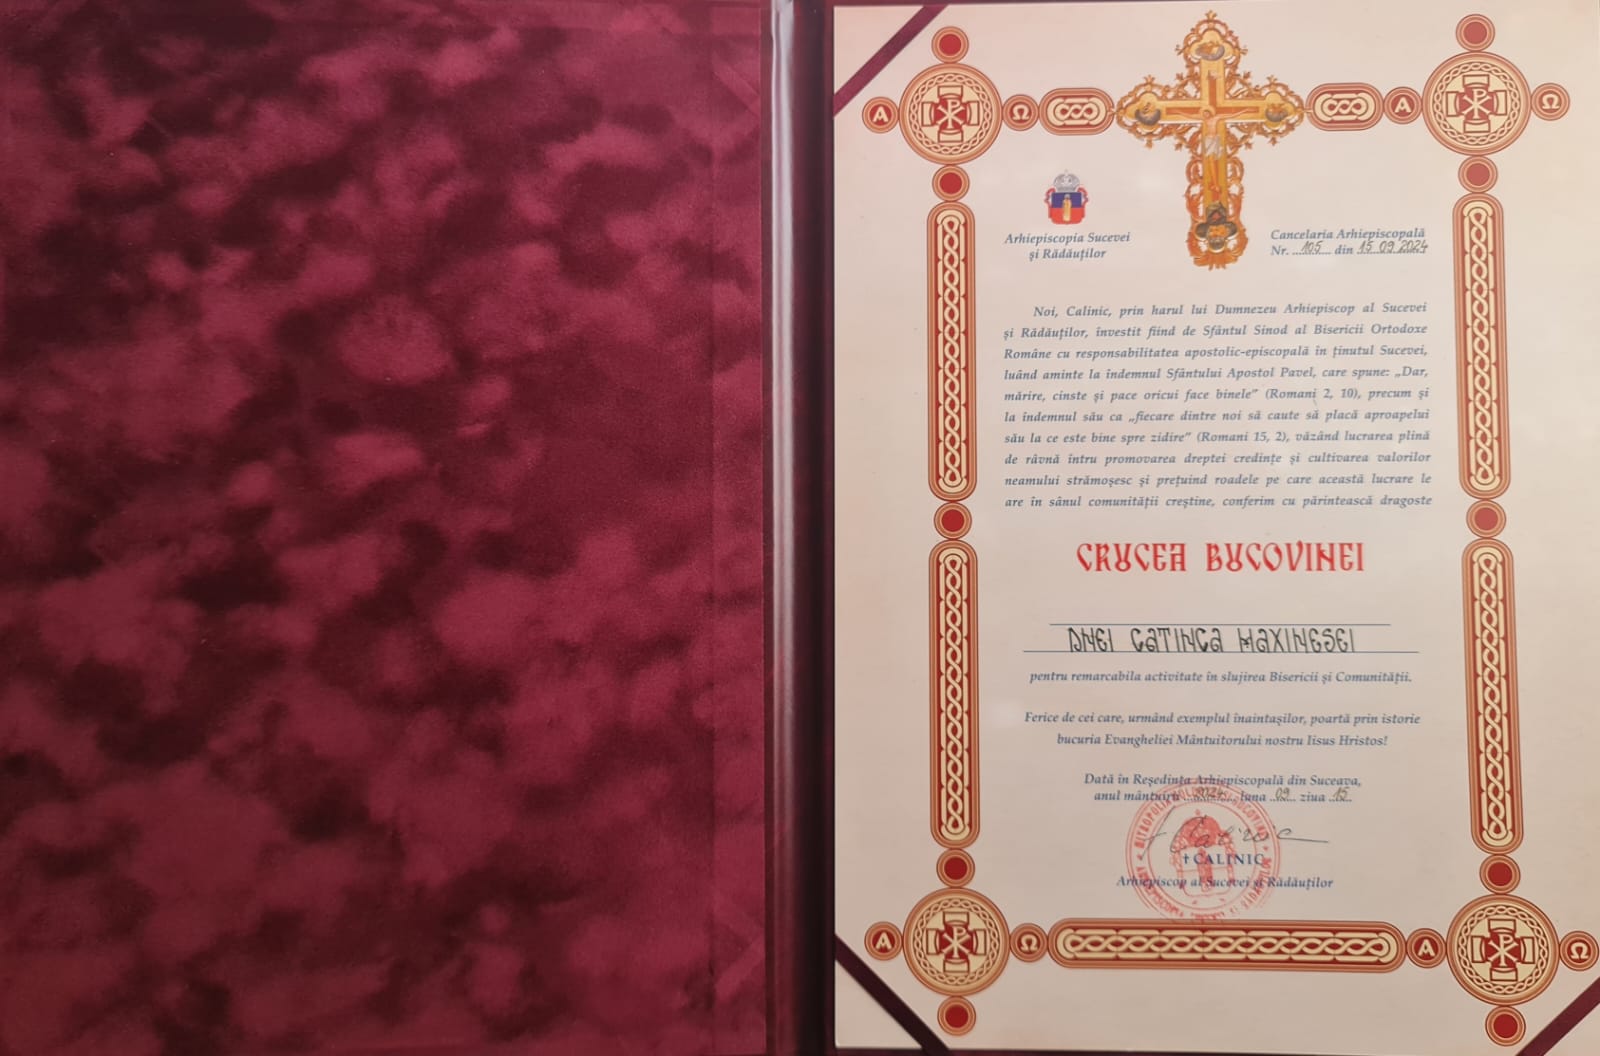 Α Ω Α Ω
Arhiepiscopia Sucevei
și Rădăuților
Cancelaria Arhiepiscopală
Nr. ...105... din 15.09.2024
Noi, Calinic, prin harul lui Dumnezeu Arhiepiscop al Sucevei
și Rădăuților, învestit fiind de Sfântul Sinod al Bisericii Ortodoxe
Române cu responsabilitatea apostolic-episcopală în ținutul Sucevei,
luând aminte la îndemnul Sfântului Apostol Pavel, care spune: „Dar,
mărire, cinste și pace oricui face binele” (Romani 2, 10), precum și
la îndemnul său ca „fiecare dintre noi să caute să placă aproapelui
său la ce este bine spre zidire” (Romani 15, 2), văzând lucrarea plină
de râvnă întru promovarea dreptei credințe și cultivarea valorilor
neamului strămoșesc și prețuind roadele pe care această lucrare le
are în sânul comunității creștine, conferim cu părintească dragoste
CRUCEA BUCOVINEI
DNEI CATINCA MAXINESEI
pentru remarcabila activitate în slujirea Bisericii și Comunității.
Ferice de cei care, urmând exemplul înaintașilor, poartă prin istorie
bucuria Evangheliei Mântuitorului nostru Iisus Hristos!
Dată în Reședința Arhiepiscopală din Suceava,
anul mântuirii ...2024... luna ..09... ziua ..15..
†CALINIC
Arhiepiscop al Sucevei și Rădăuților
Α Ω Α Ω